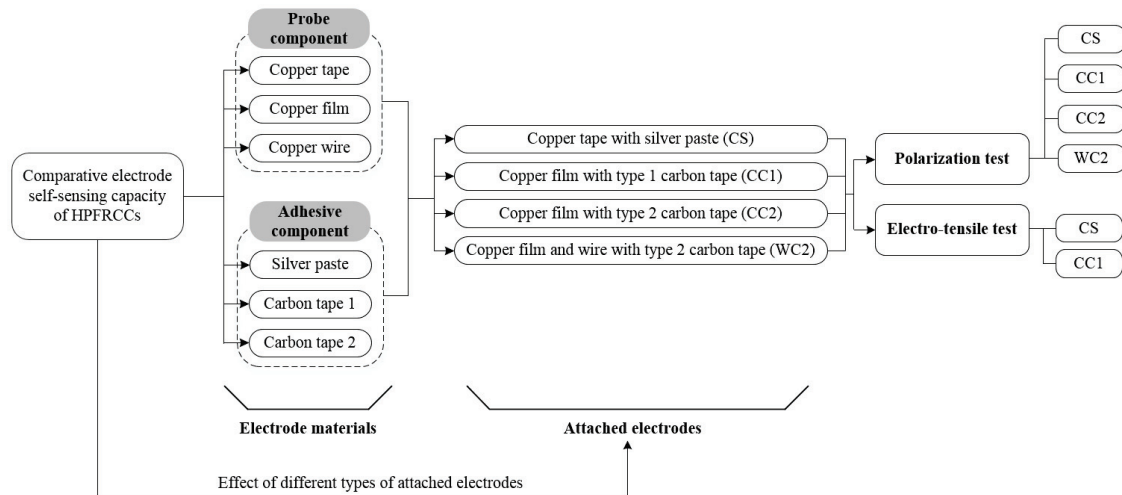 Probe
component
Copper tape
Copper film
Copper wire
Comparative electrode
self-sensing capacity
of HPFRCCs
Adhesive
component
Silver paste
Carbon tape 1
Carbon tape 2
Electrode materials
Copper tape with silver paste (CS)
Copper film with type 1 carbon tape (CC1)
Copper film with type 2 carbon tape (CC2)
Copper film and wire with type 2 carbon tape (WC2)
Attached electrodes
Polarization test
CS
CC1
CC2
WC2
Electro-tensile test
CS
CC1
Effect of different types of attached electrodes